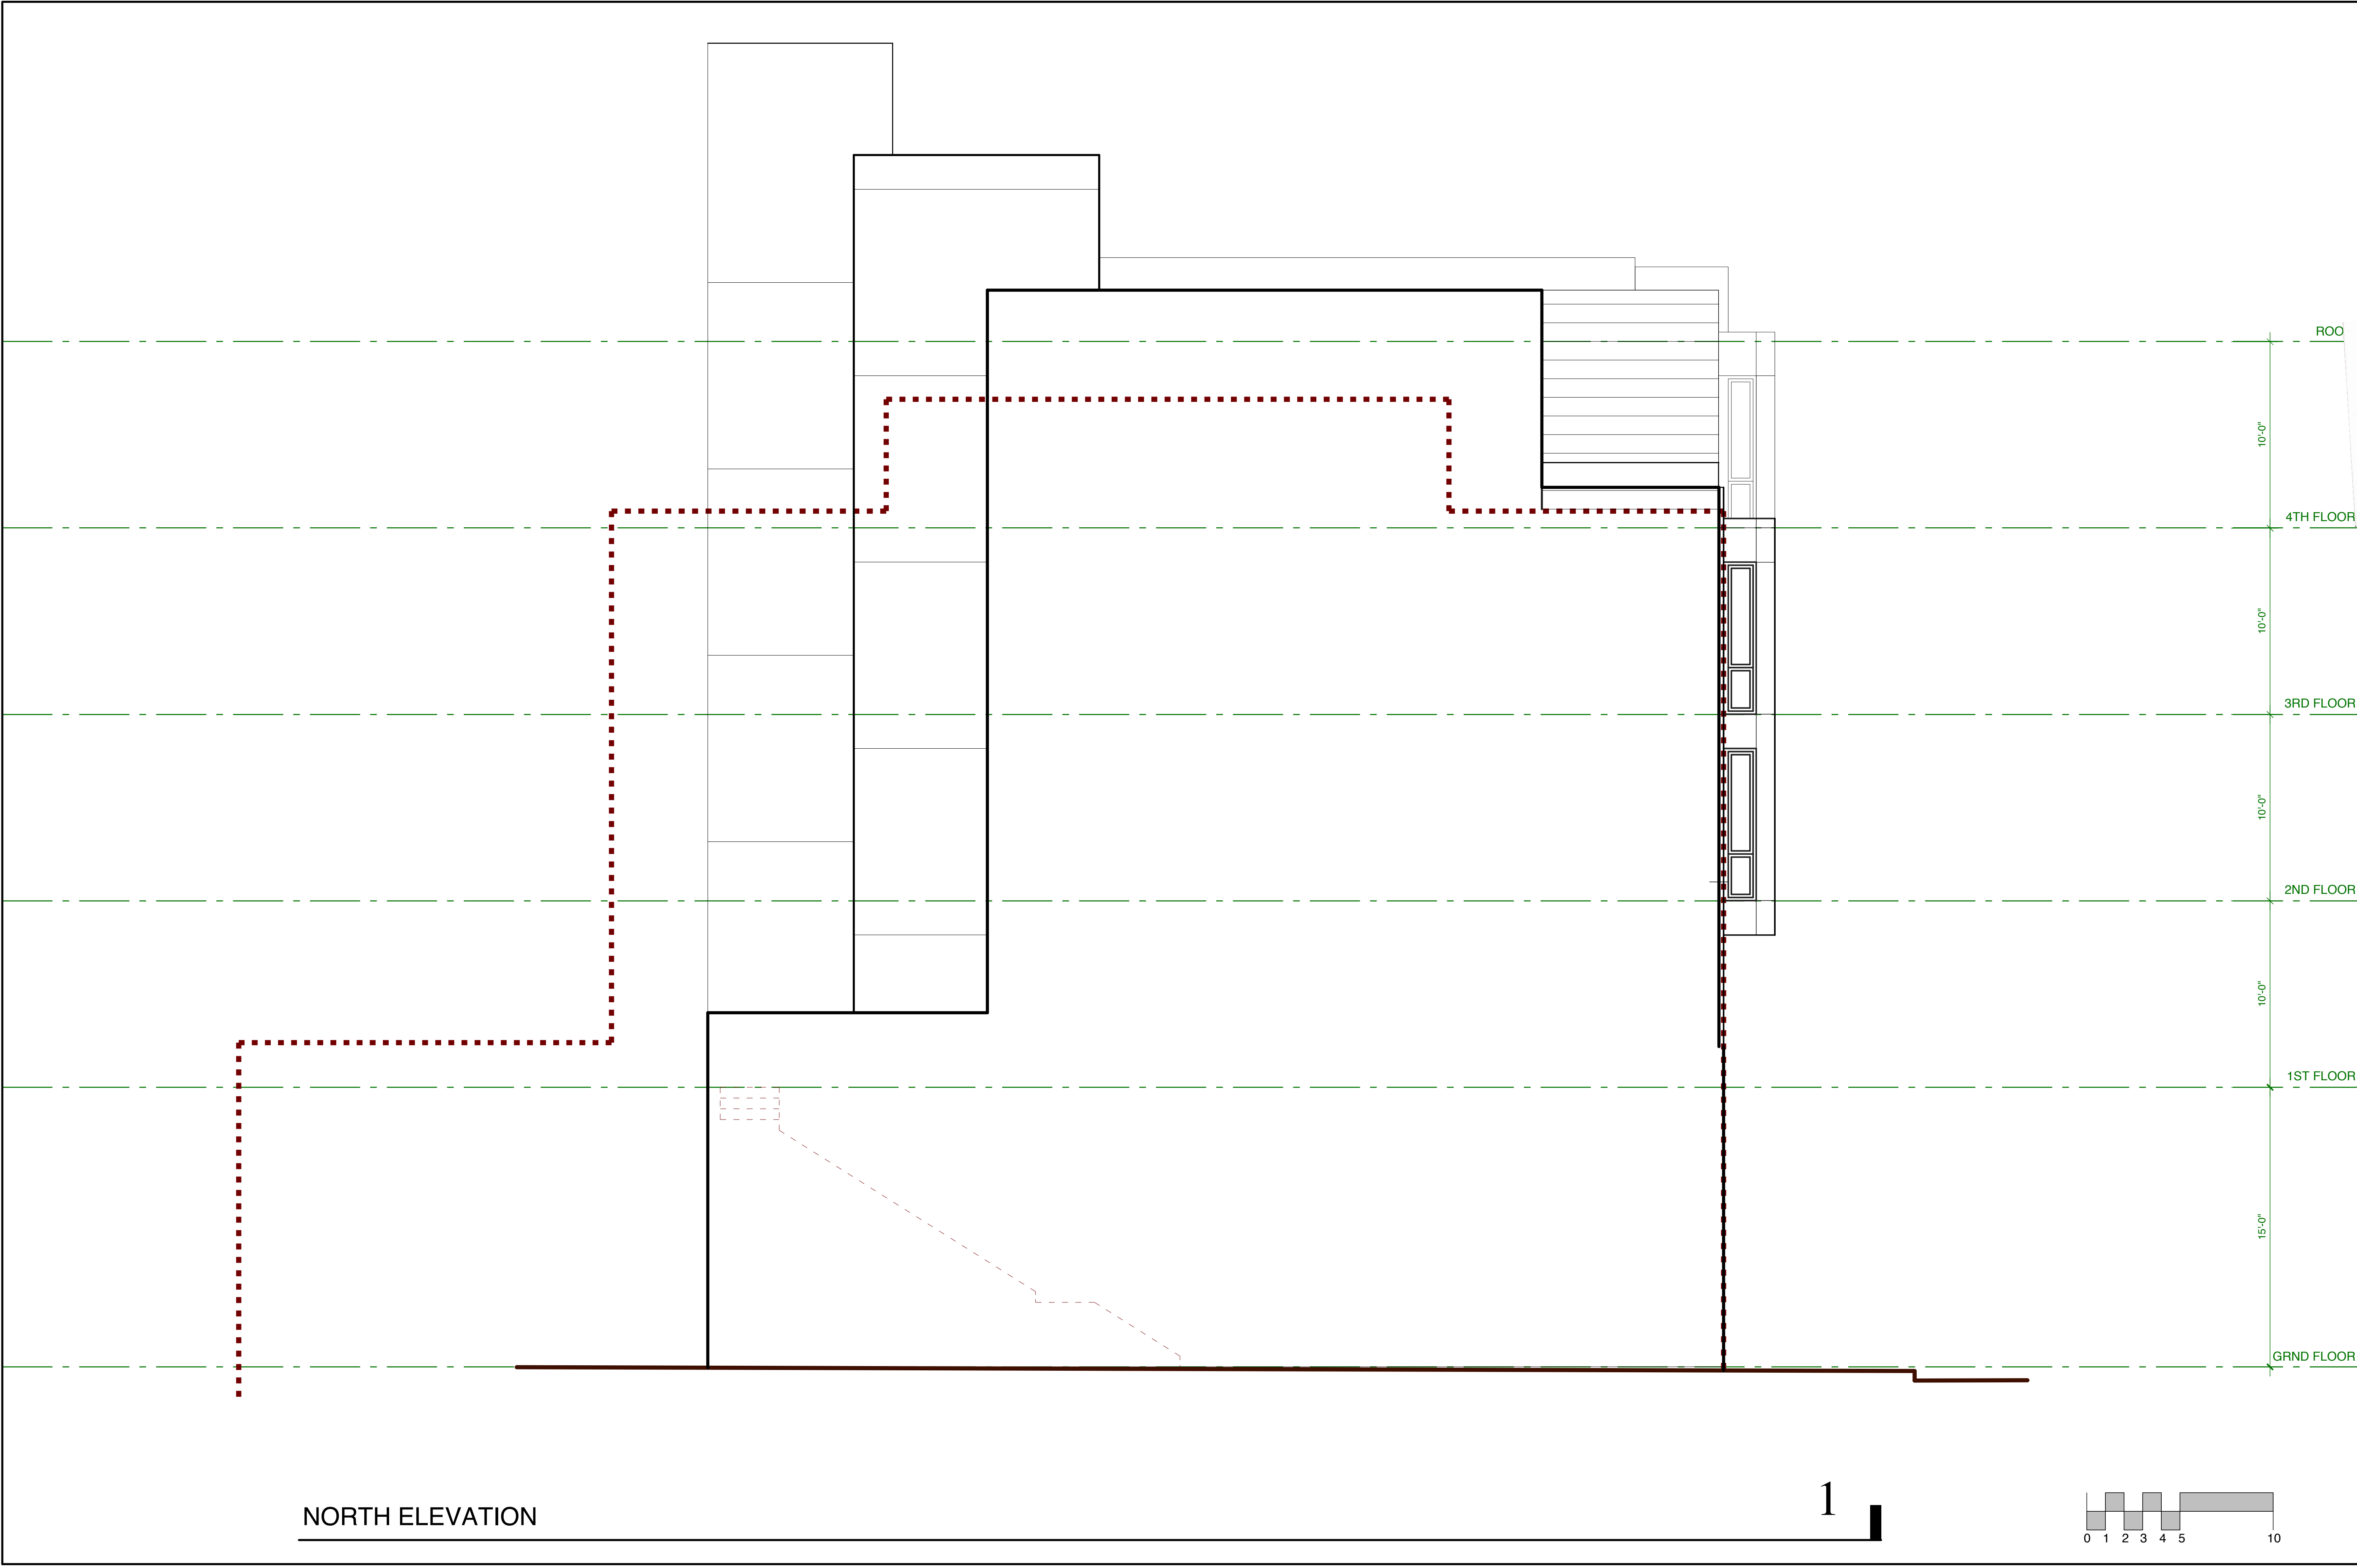 ROO
10'-0"
4TH FLOOR
10'-0"
3RD FLOOR
10'-0"
2ND FLOOR
10'-0"
1ST FLOOR
15'-0"
GRND FLOOR
NORTH ELEVATION
1
0 1 2 3 4 5 10